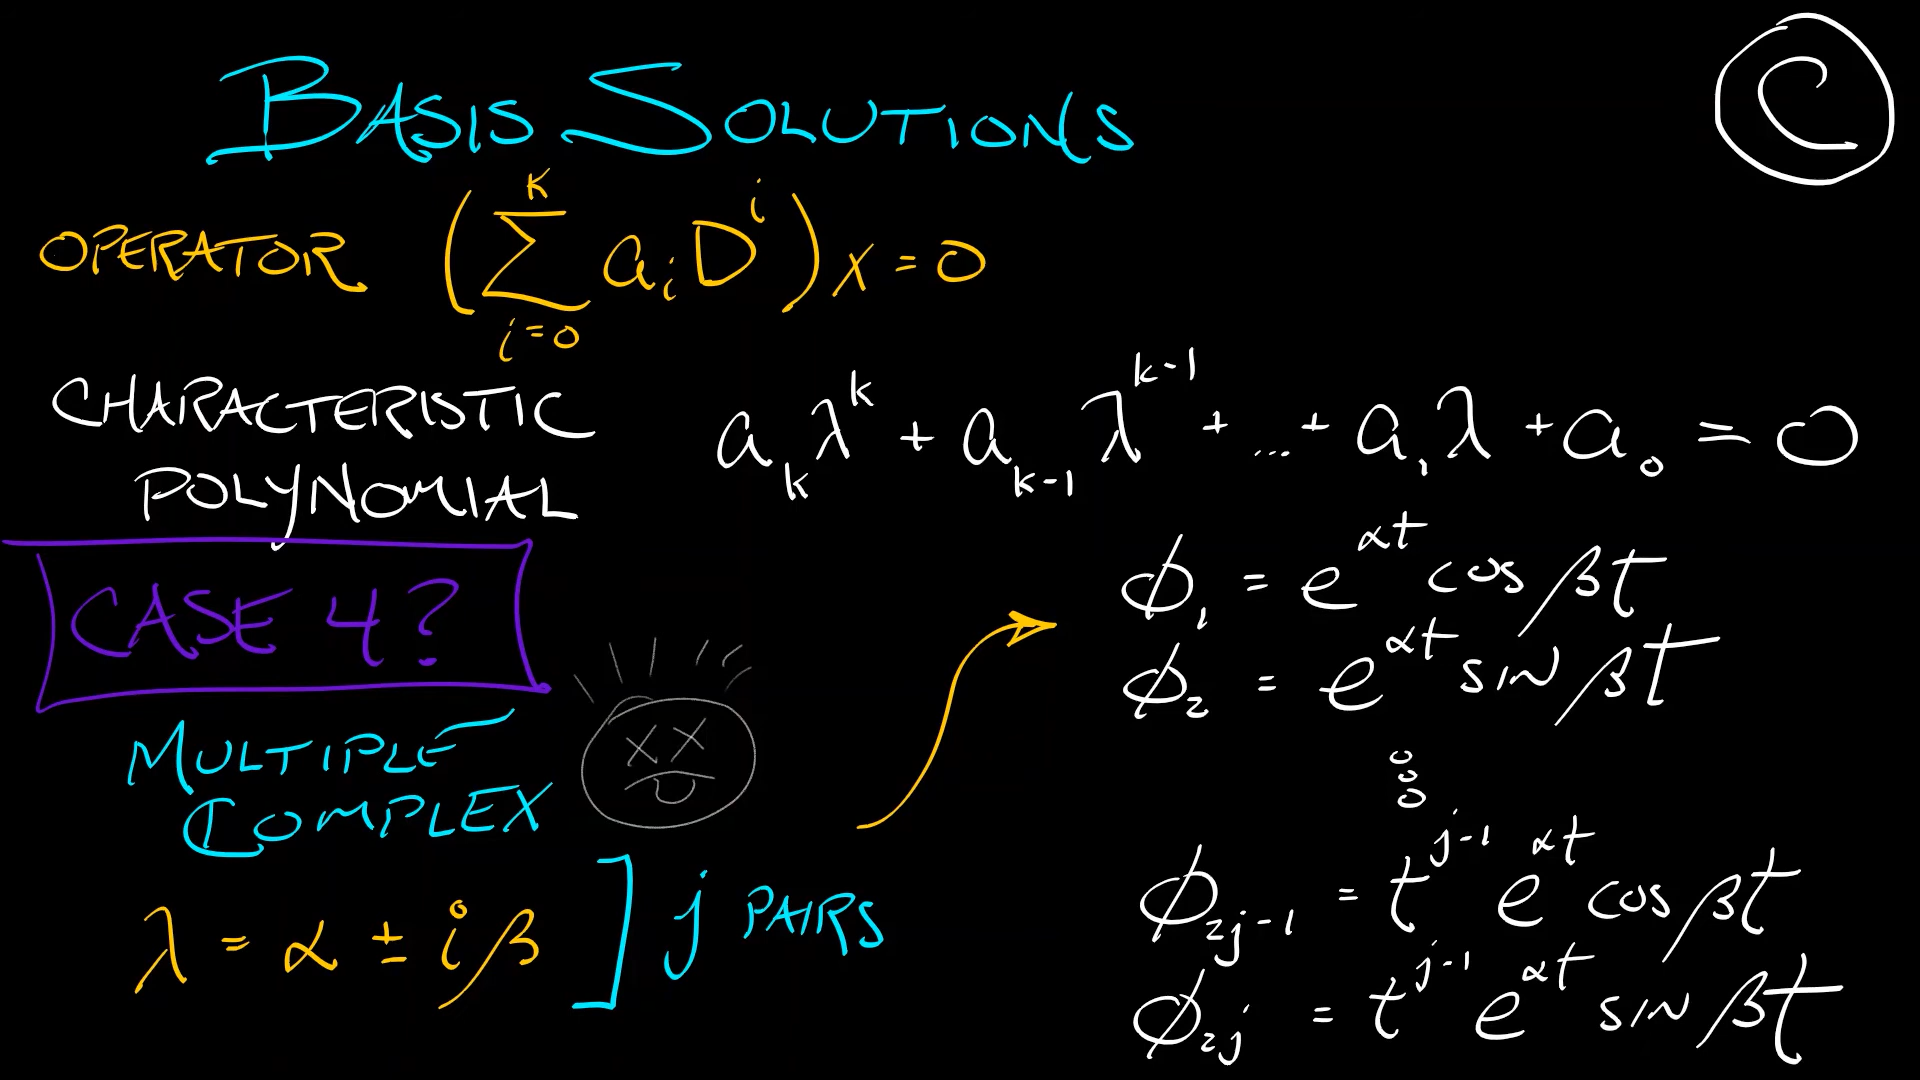 BASIS SOLUTIONS
C
OPERATOR (∑_{i=0}^{K} a_i D^i) x = 0
CHARACTERISTIC
POLYNOMIAL
a_k λ^k + a_{k-1} λ^{k-1} + ... + a_1 λ + a_0 = 0
CASE 4?
MULTIPLE
COMPLEX
λ = α ± iβ ] j PAIRS
ϕ_1 = e^{αt} cos βt
ϕ_2 = e^{αt} sin βt
ϕ_{2j-1} = t^{j-1} e^{αt} cos βt
ϕ_{2j} = t^{j-1} e^{αt} sin βt